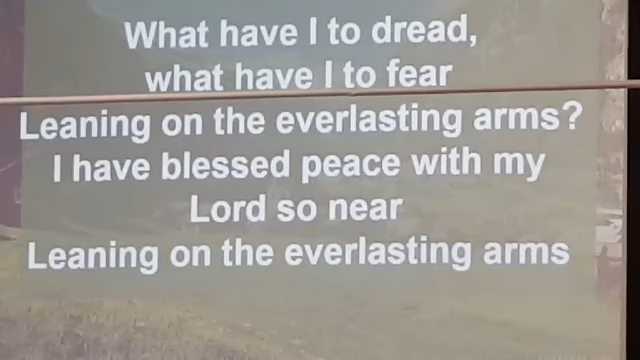 What have I to dread,
what have I to fear
Leaning on the everlasting arms?
I have blessed peace with my
Lord so near
Leaning on the everlasting arms